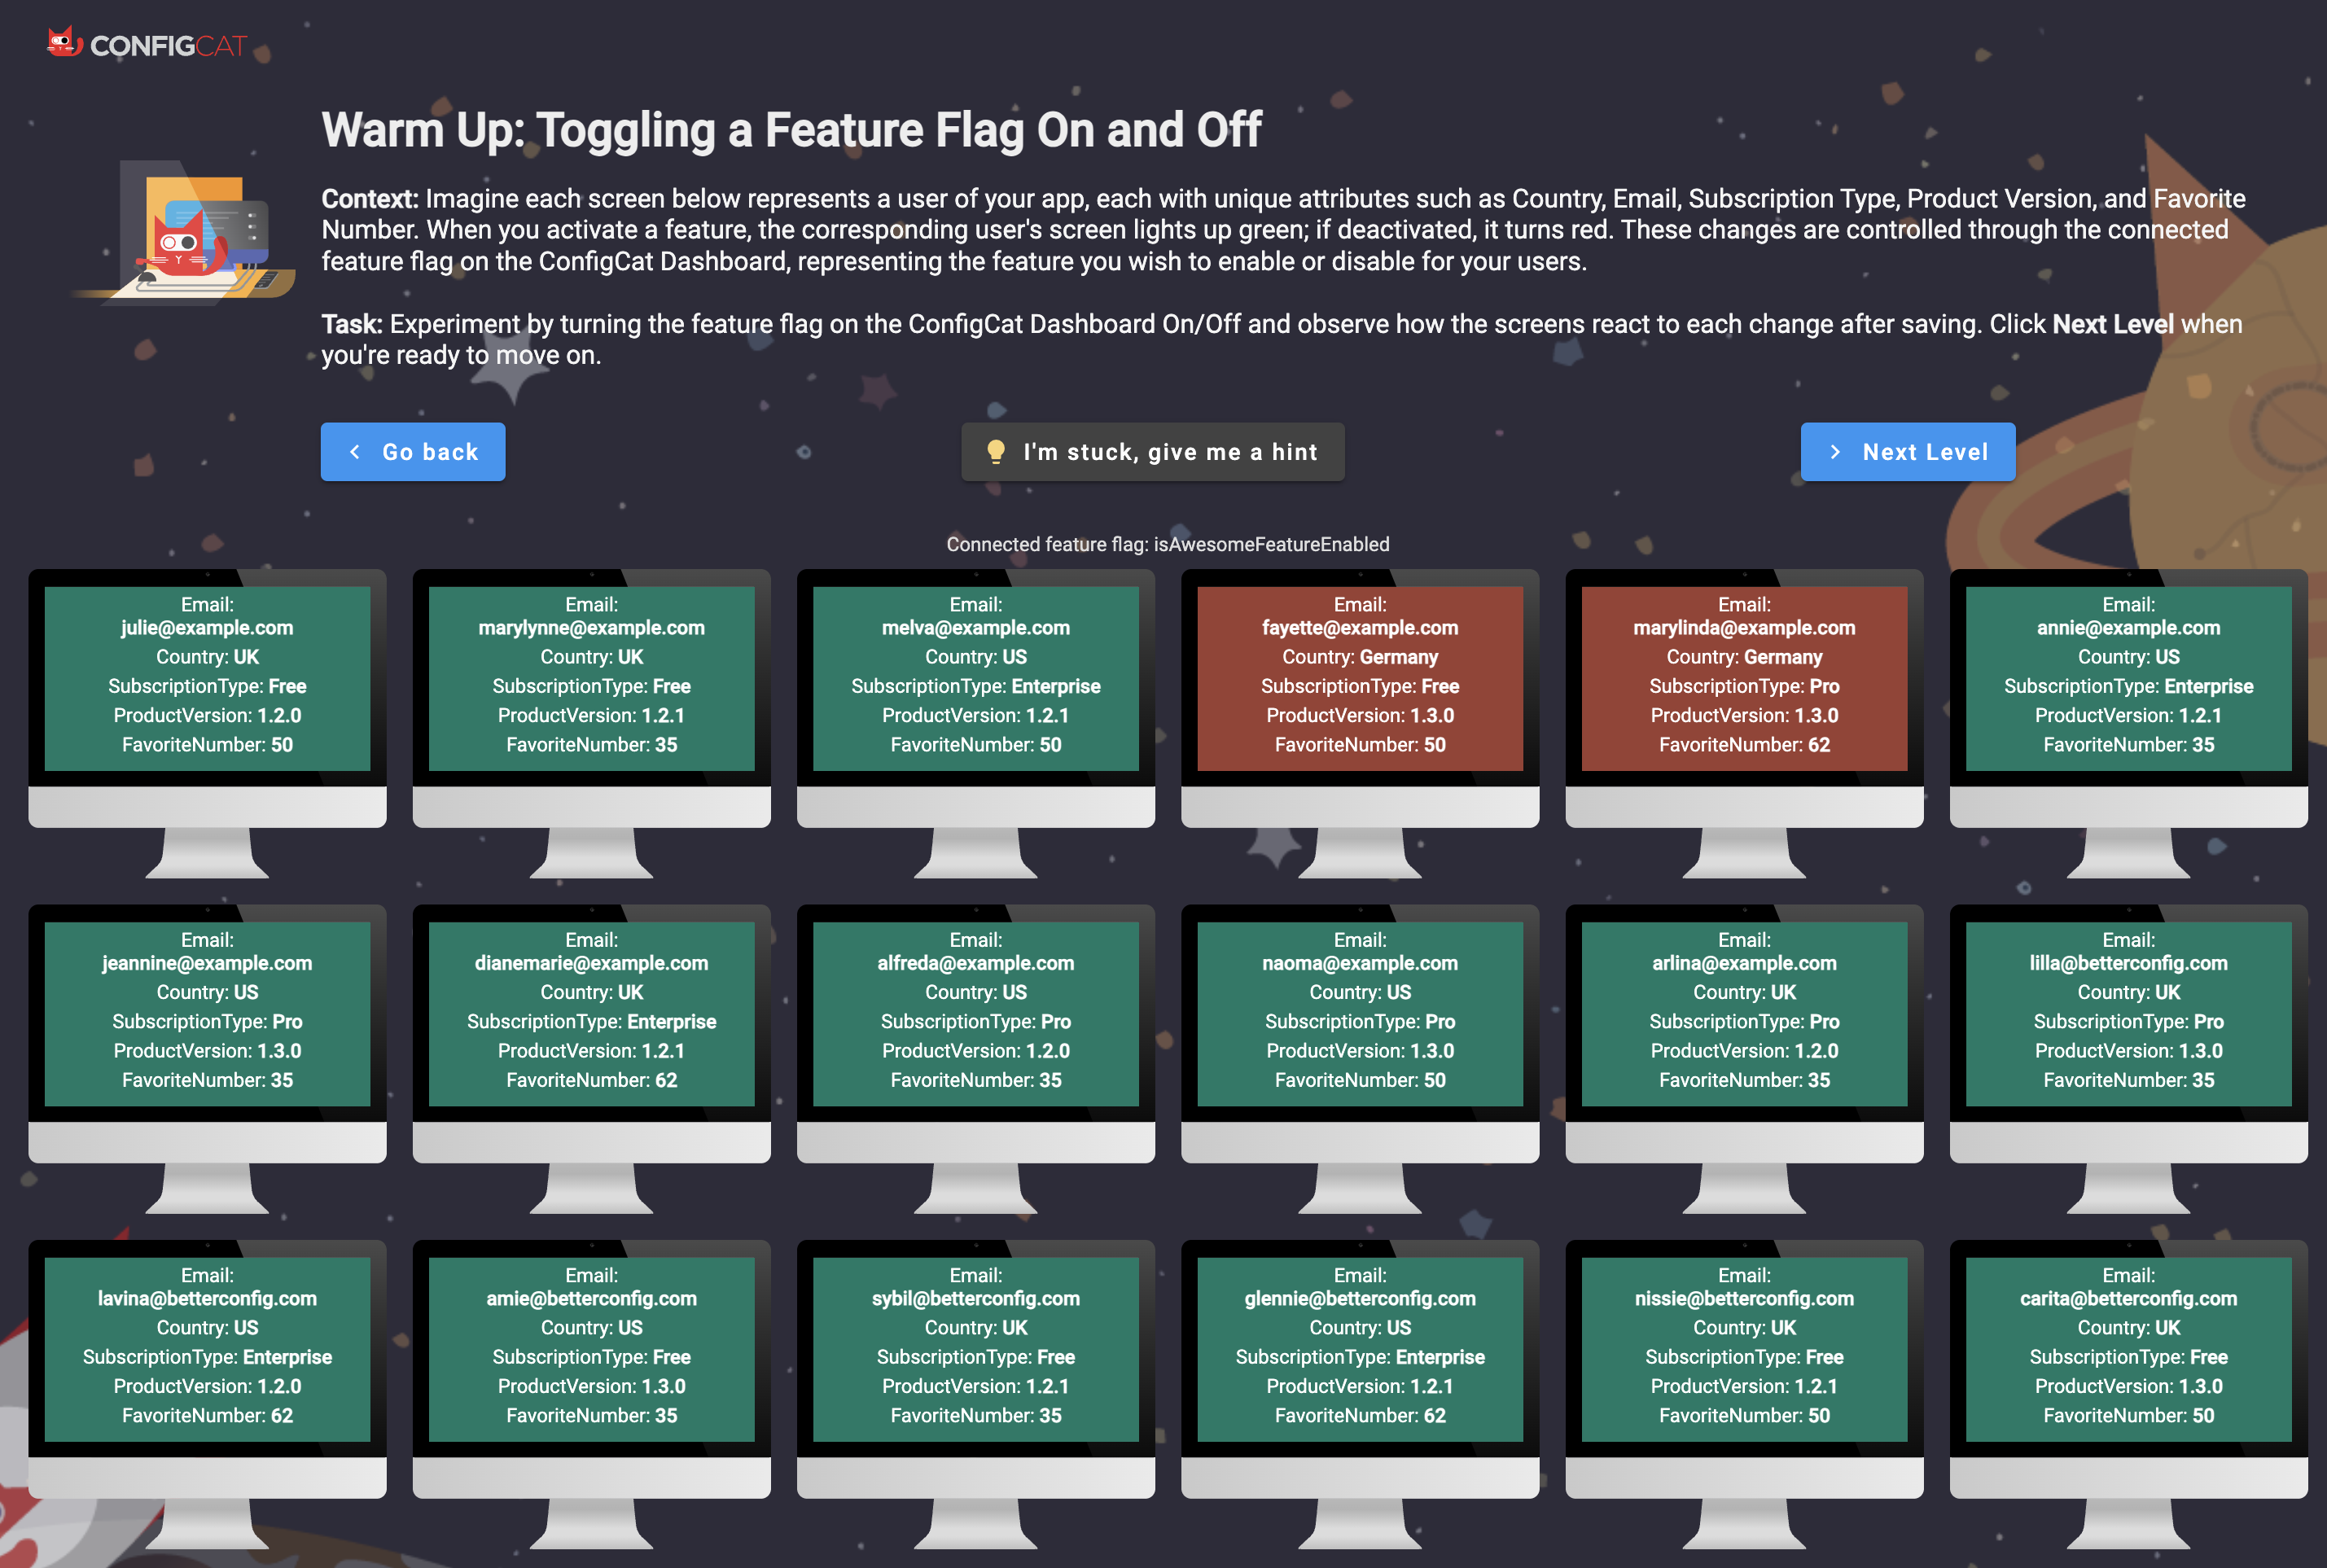 CONFIGCAT
Warm Up: Toggling a Feature Flag On and Off
Context: Imagine each screen below represents a user of your app, each with unique attributes such as Country, Email, Subscription Type, Product Version, and Favorite
Number. When you activate a feature, the corresponding user's screen lights up green; if deactivated, it turns red. These changes are controlled through the connected
feature flag on the ConfigCat Dashboard, representing the feature you wish to enable or disable for your users.
Task: Experiment by turning the feature flag on the ConfigCat Dashboard On/Off and observe how the screens react to each change after saving. Click Next Level when
you're ready to move on.
Go back
I'm stuck, give me a hint
Next Level
Connected feature flag: isAwesomeFeatureEnabled
Email:
julie@example.com
Country: UK
SubscriptionType: Free
ProductVersion: 1.2.0
FavoriteNumber: 50
Email:
marylynne@example.com
Country: UK
SubscriptionType: Free
ProductVersion: 1.2.1
FavoriteNumber: 35
Email:
melva@example.com
Country: US
SubscriptionType: Enterprise
ProductVersion: 1.2.1
FavoriteNumber: 50
Email:
fayette@example.com
Country: Germany
SubscriptionType: Free
ProductVersion: 1.3.0
FavoriteNumber: 50
Email:
marylinda@example.com
Country: Germany
SubscriptionType: Pro
ProductVersion: 1.3.0
FavoriteNumber: 62
Email:
annie@example.com
Country: US
SubscriptionType: Enterprise
ProductVersion: 1.2.1
FavoriteNumber: 35
Email:
jeannine@example.com
Country: US
SubscriptionType: Pro
ProductVersion: 1.3.0
FavoriteNumber: 35
Email:
dianemarie@example.com
Country: UK
SubscriptionType: Enterprise
ProductVersion: 1.2.1
FavoriteNumber: 62
Email:
alfreda@example.com
Country: US
SubscriptionType: Pro
ProductVersion: 1.2.0
FavoriteNumber: 35
Email:
naoma@example.com
Country: US
SubscriptionType: Pro
ProductVersion: 1.3.0
FavoriteNumber: 50
Email:
arlina@example.com
Country: UK
SubscriptionType: Pro
ProductVersion: 1.2.0
FavoriteNumber: 35
Email:
lilla@betterconfig.com
Country: UK
SubscriptionType: Pro
ProductVersion: 1.3.0
FavoriteNumber: 35
Email:
lavina@betterconfig.com
Country: US
SubscriptionType: Enterprise
ProductVersion: 1.2.0
FavoriteNumber: 62
Email:
amie@betterconfig.com
Country: US
SubscriptionType: Free
ProductVersion: 1.3.0
FavoriteNumber: 35
Email:
sybil@betterconfig.com
Country: UK
SubscriptionType: Free
ProductVersion: 1.2.1
FavoriteNumber: 35
Email:
glennie@betterconfig.com
Country: US
SubscriptionType: Enterprise
ProductVersion: 1.2.1
FavoriteNumber: 62
Email:
nissie@betterconfig.com
Country: UK
SubscriptionType: Free
ProductVersion: 1.2.1
FavoriteNumber: 50
Email:
carita@betterconfig.com
Country: UK
SubscriptionType: Free
ProductVersion: 1.3.0
FavoriteNumber: 50